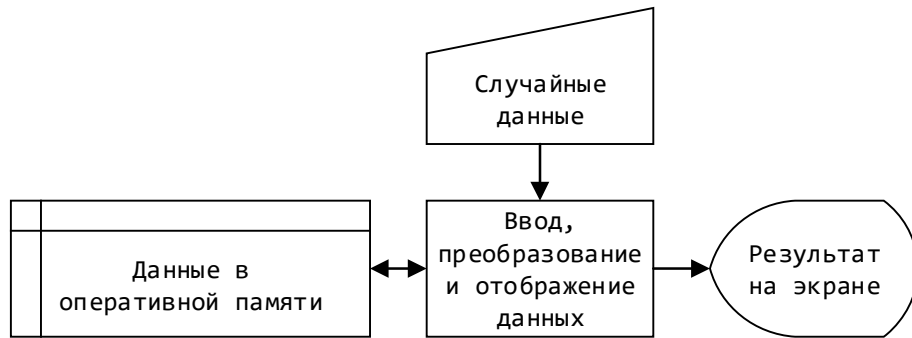 Случайные
данные
Ввод,
преобразование
и отображение
данных
Данные в
оперативной памяти
Результат
на экране